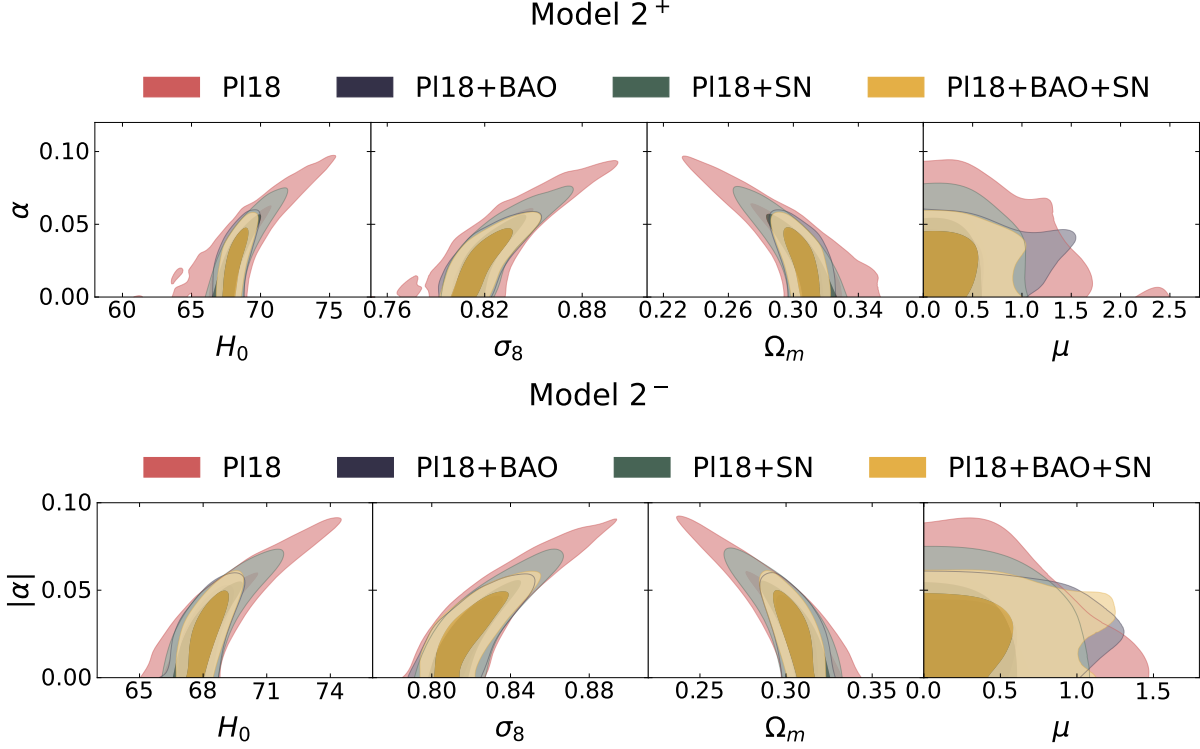 Model 2⁺
Pl18 Pl18+BAO Pl18+SN Pl18+BAO+SN
0.10
0.05
0.00
α
60 65 70 75 0.76 0.82 0.88 0.22 0.26 0.30 0.34 0.0 0.5 1.0 1.5 2.0 2.5
H₀ σ₈ Ωₘ μ
Model 2⁻
Pl18 Pl18+BAO Pl18+SN Pl18+BAO+SN
0.10
0.05
0.00
|α|
65 68 71 74 0.80 0.84 0.88 0.25 0.30 0.35 0.0 0.5 1.0 1.5
H₀ σ₈ Ωₘ μ